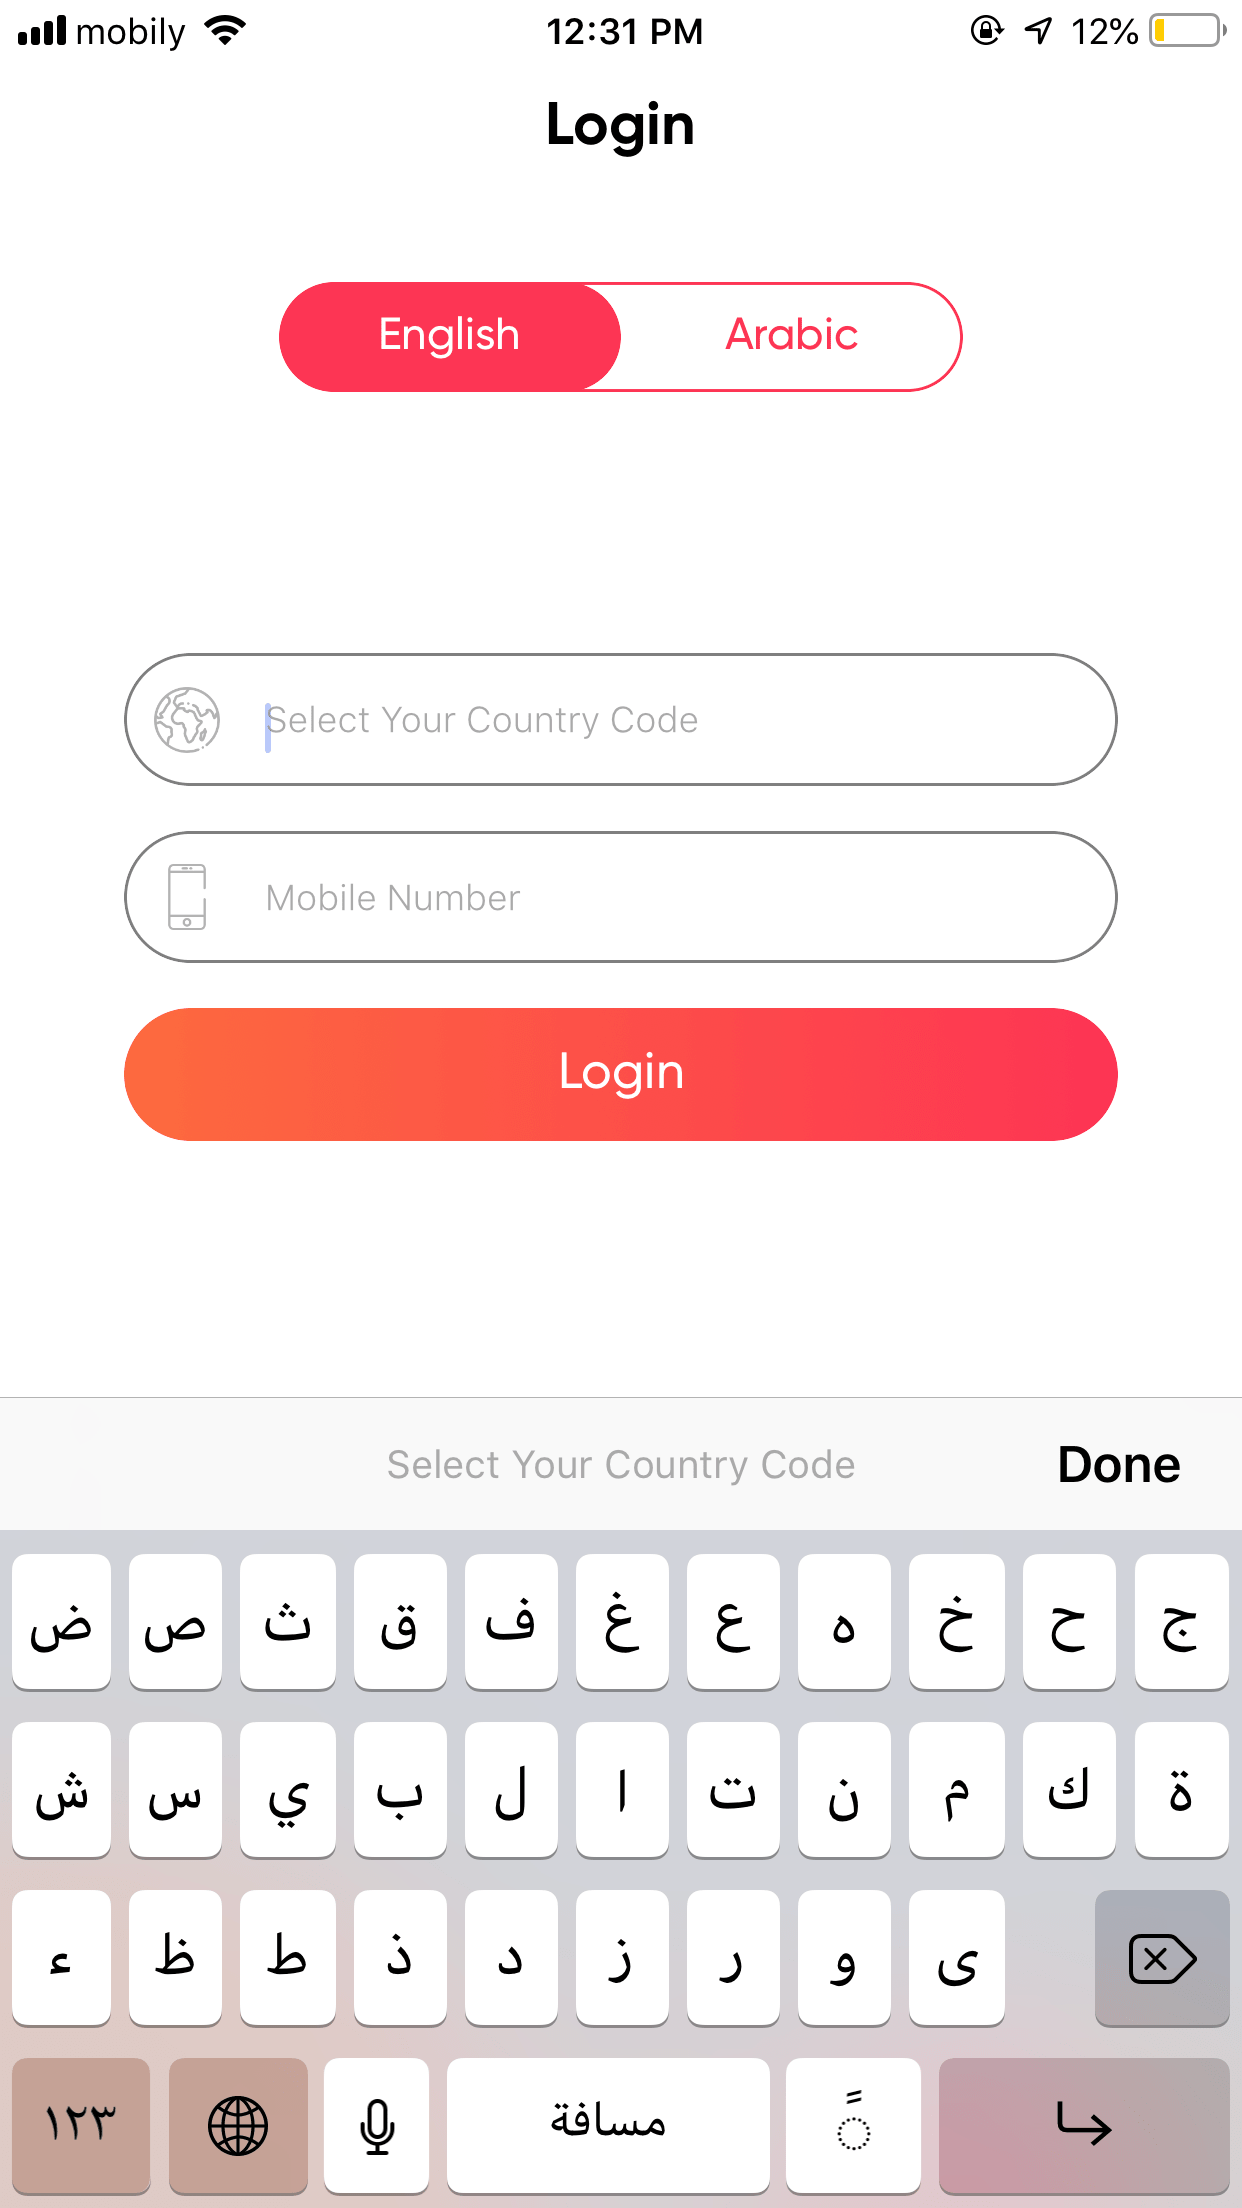 mobily 12:31 PM 12%
Login
English Arabic
Select Your Country Code
Mobile Number
Login
Select Your Country Code Done
ض ص ث ق ف غ ع ه خ ح ج
ش س ي ب ل ا ت ن م ك ة
ء ظ ط ذ د ز ر و ى
١٢٣ مسافة